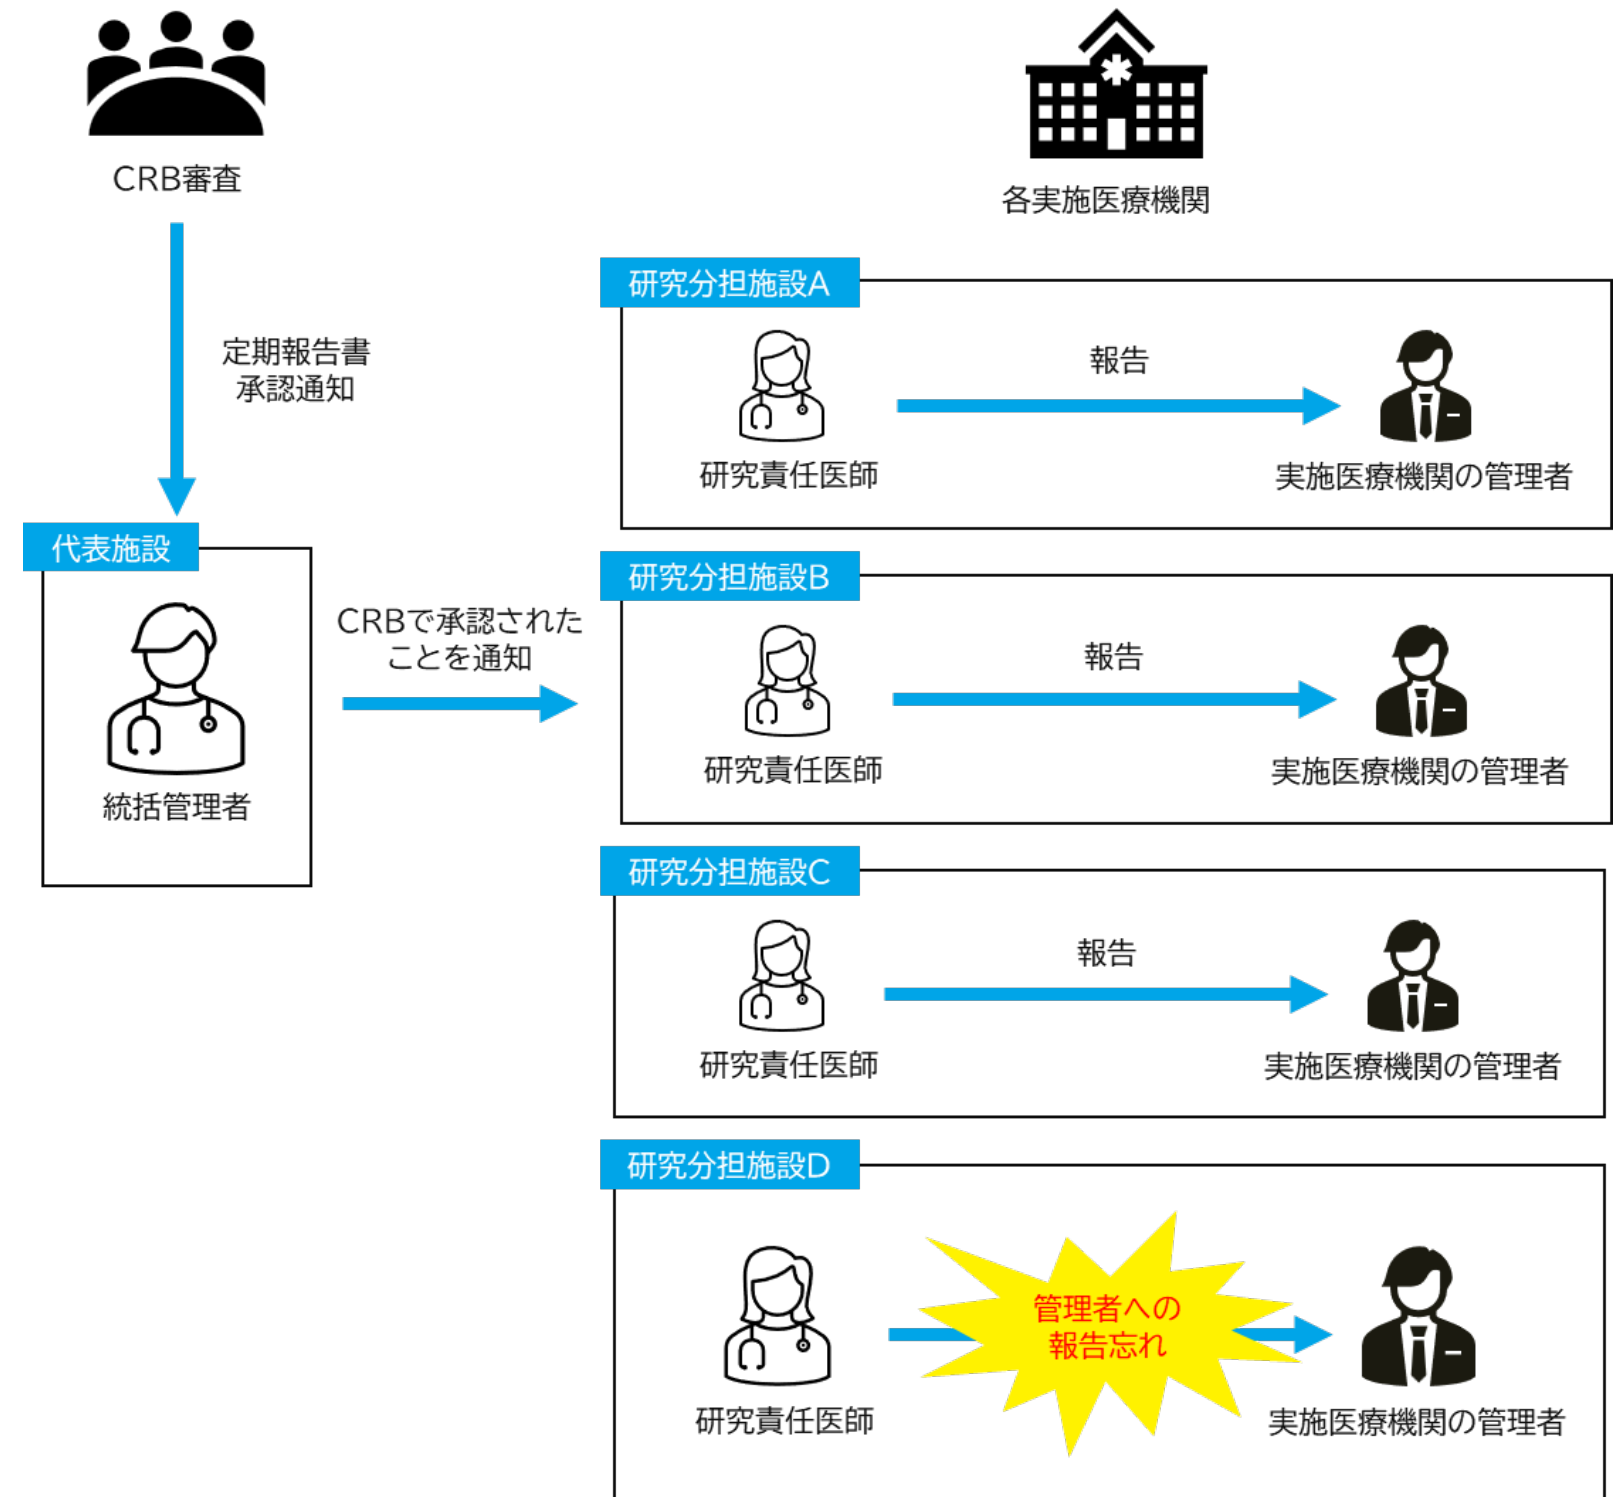 CRB審査
各実施医療機関
定期報告書
承認通知
代表施設
統括管理者
CRBで承認された
ことを通知
研究分担施設A
報告
研究責任医師
実施医療機関の管理者
研究分担施設B
報告
研究責任医師
実施医療機関の管理者
研究分担施設C
報告
研究責任医師
実施医療機関の管理者
研究分担施設D
管理者への
報告忘れ
研究責任医師
実施医療機関の管理者